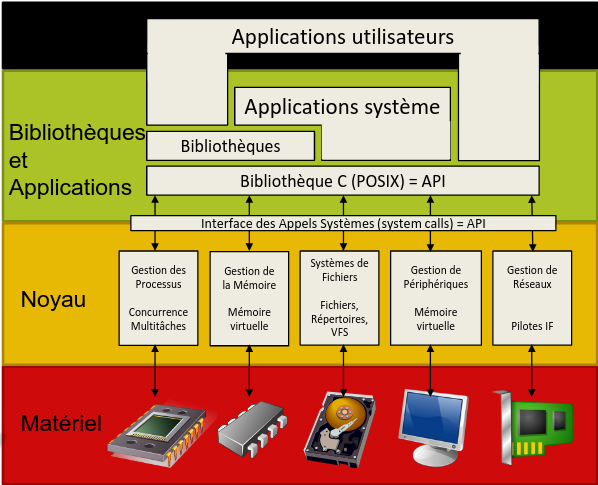 Applications utilisateurs
Bibliothèques
et
Applications
Applications système
Bibliothèques
Bibliothèque C (POSIX) = API
Interface des Appels Systèmes (system calls) = API
Noyau
Gestion des
Processus
Concurrence
Multitâches
Gestion de
la Mémoire
Mémoire
virtuelle
Systèmes de
Fichiers
Fichiers,
Répertoires,
VFS
Gestion de
Périphériques
Mémoire
virtuelle
Gestion de
Réseaux
Pilotes IF
Matériel